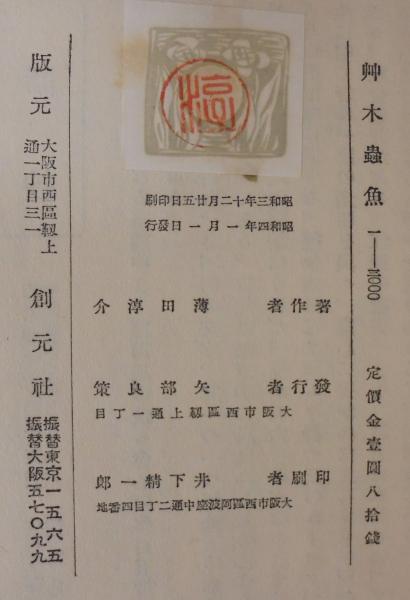 艸木蟲魚 一——三〇〇〇 定價金壹圓八拾錢
昭和三年十二月廿五日印刷
昭和四年一月一日發行
著作者 薄田淳介
發行者 矢部良策
大阪市西區靱上通一丁目
印刷者 井下精一郎
大阪市西區阿波座中通二丁目四番地
版元 大阪市西區靱上通一丁目三一 創元社
振替東京一五六五
振替大阪五七〇九九